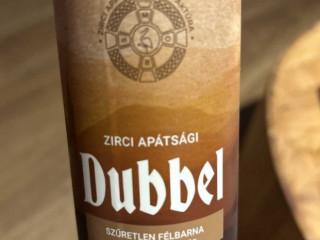 ZIRCI APÁTSÁGI
Dubbel
SZŰRETLEN FÉLBARNA